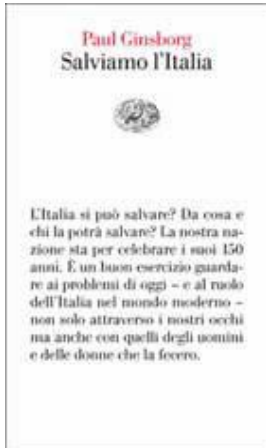 Paul Ginsborg
Salviamo l'Italia
L'Italia si può salvare? Da cosa e
chi la potrà salvare? La nostra na-
zione sta per celebrare i suoi 150
anni. È un buon esercizio guarda-
re ai problemi di oggi – e al ruolo
dell'Italia nel mondo moderno –
non solo attraverso i nostri occhi
ma anche con quelli degli uomini
e delle donne che la fecero.